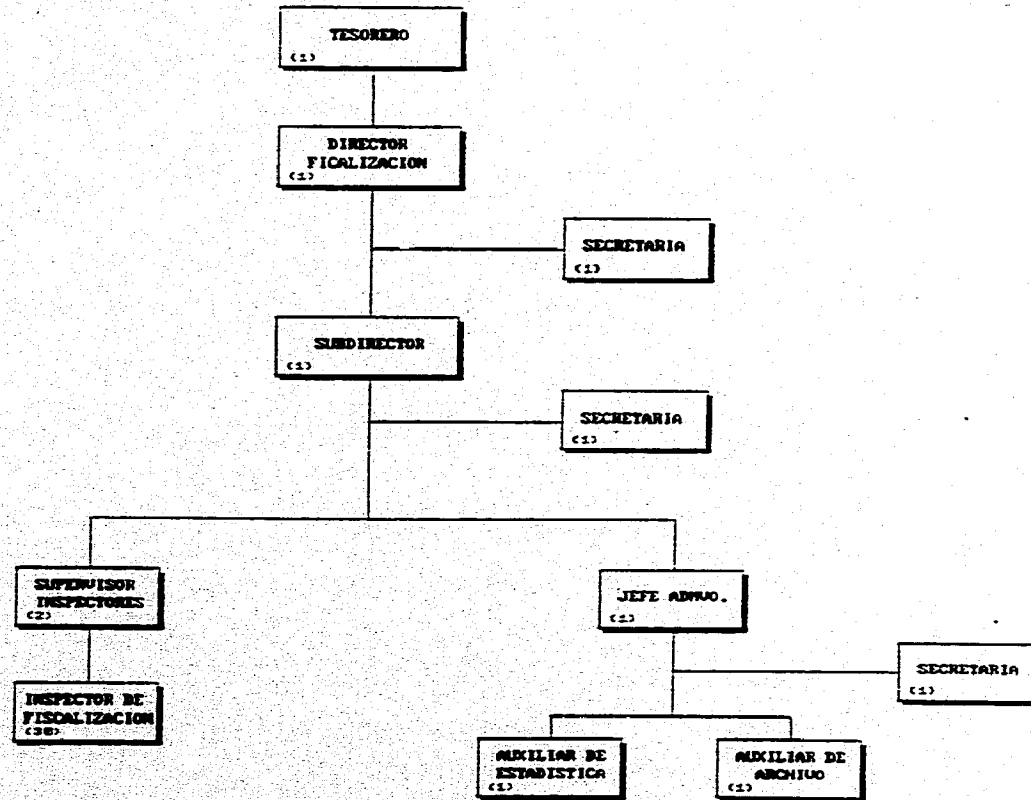 TESORERO
(1)
DIRECTOR
FICALIZACION
(1)
SECRETARIA
(1)
SUBDIRECTOR
(1)
SECRETARIA
(1)
SUPERVISOR
INSPECTORES
(2)
JEFE ADMVO.
(1)
SECRETARIA
(1)
INSPECTOR DE
FISCALIZACION
AUXILIAR DE
ESTADISTICA
(1)
AUXILIAR DE
ARCHIVO
(1)